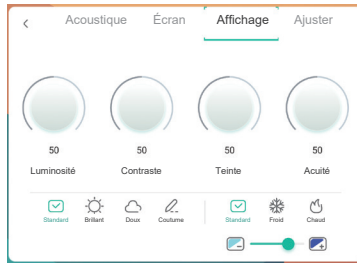 Acoustique Écran Affichage Ajuster
50 50 50 50
Luminosité Contraste Teinte Acuité
Standard Brillant Doux Coutume Standard Froid Chaud